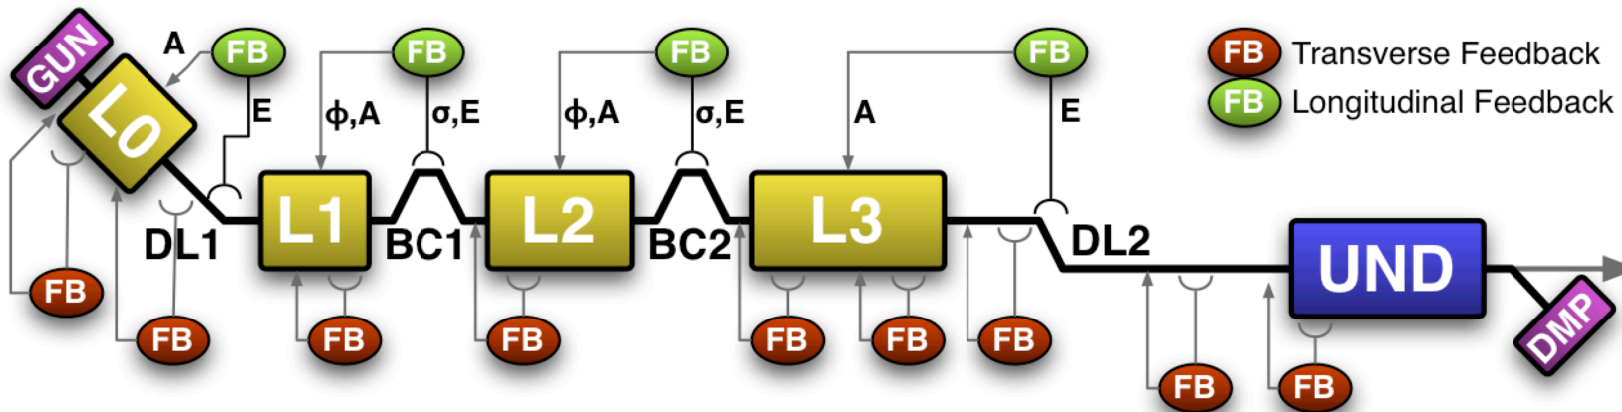 GUN
L0
A
FB
E
FB
ϕ,A
σ,E
FB
ϕ,A
σ,E
FB
A
E
FB Transverse Feedback
FB Longitudinal Feedback
DL1
L1
BC1
L2
BC2
L3
DL2
UND
DMP
FB
FB
FB
FB
FB
FB
FB
FB
FB